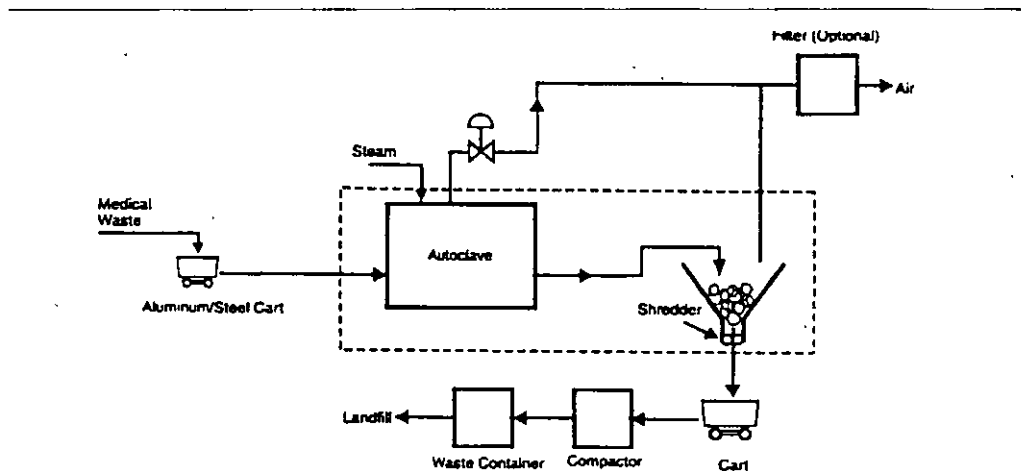 Filter (Optional)
Air
Steam
Medical
Waste
Autoclave
Aluminum/Steel Cart
Shredder
Landfill
Waste Container
Compactor
Cart